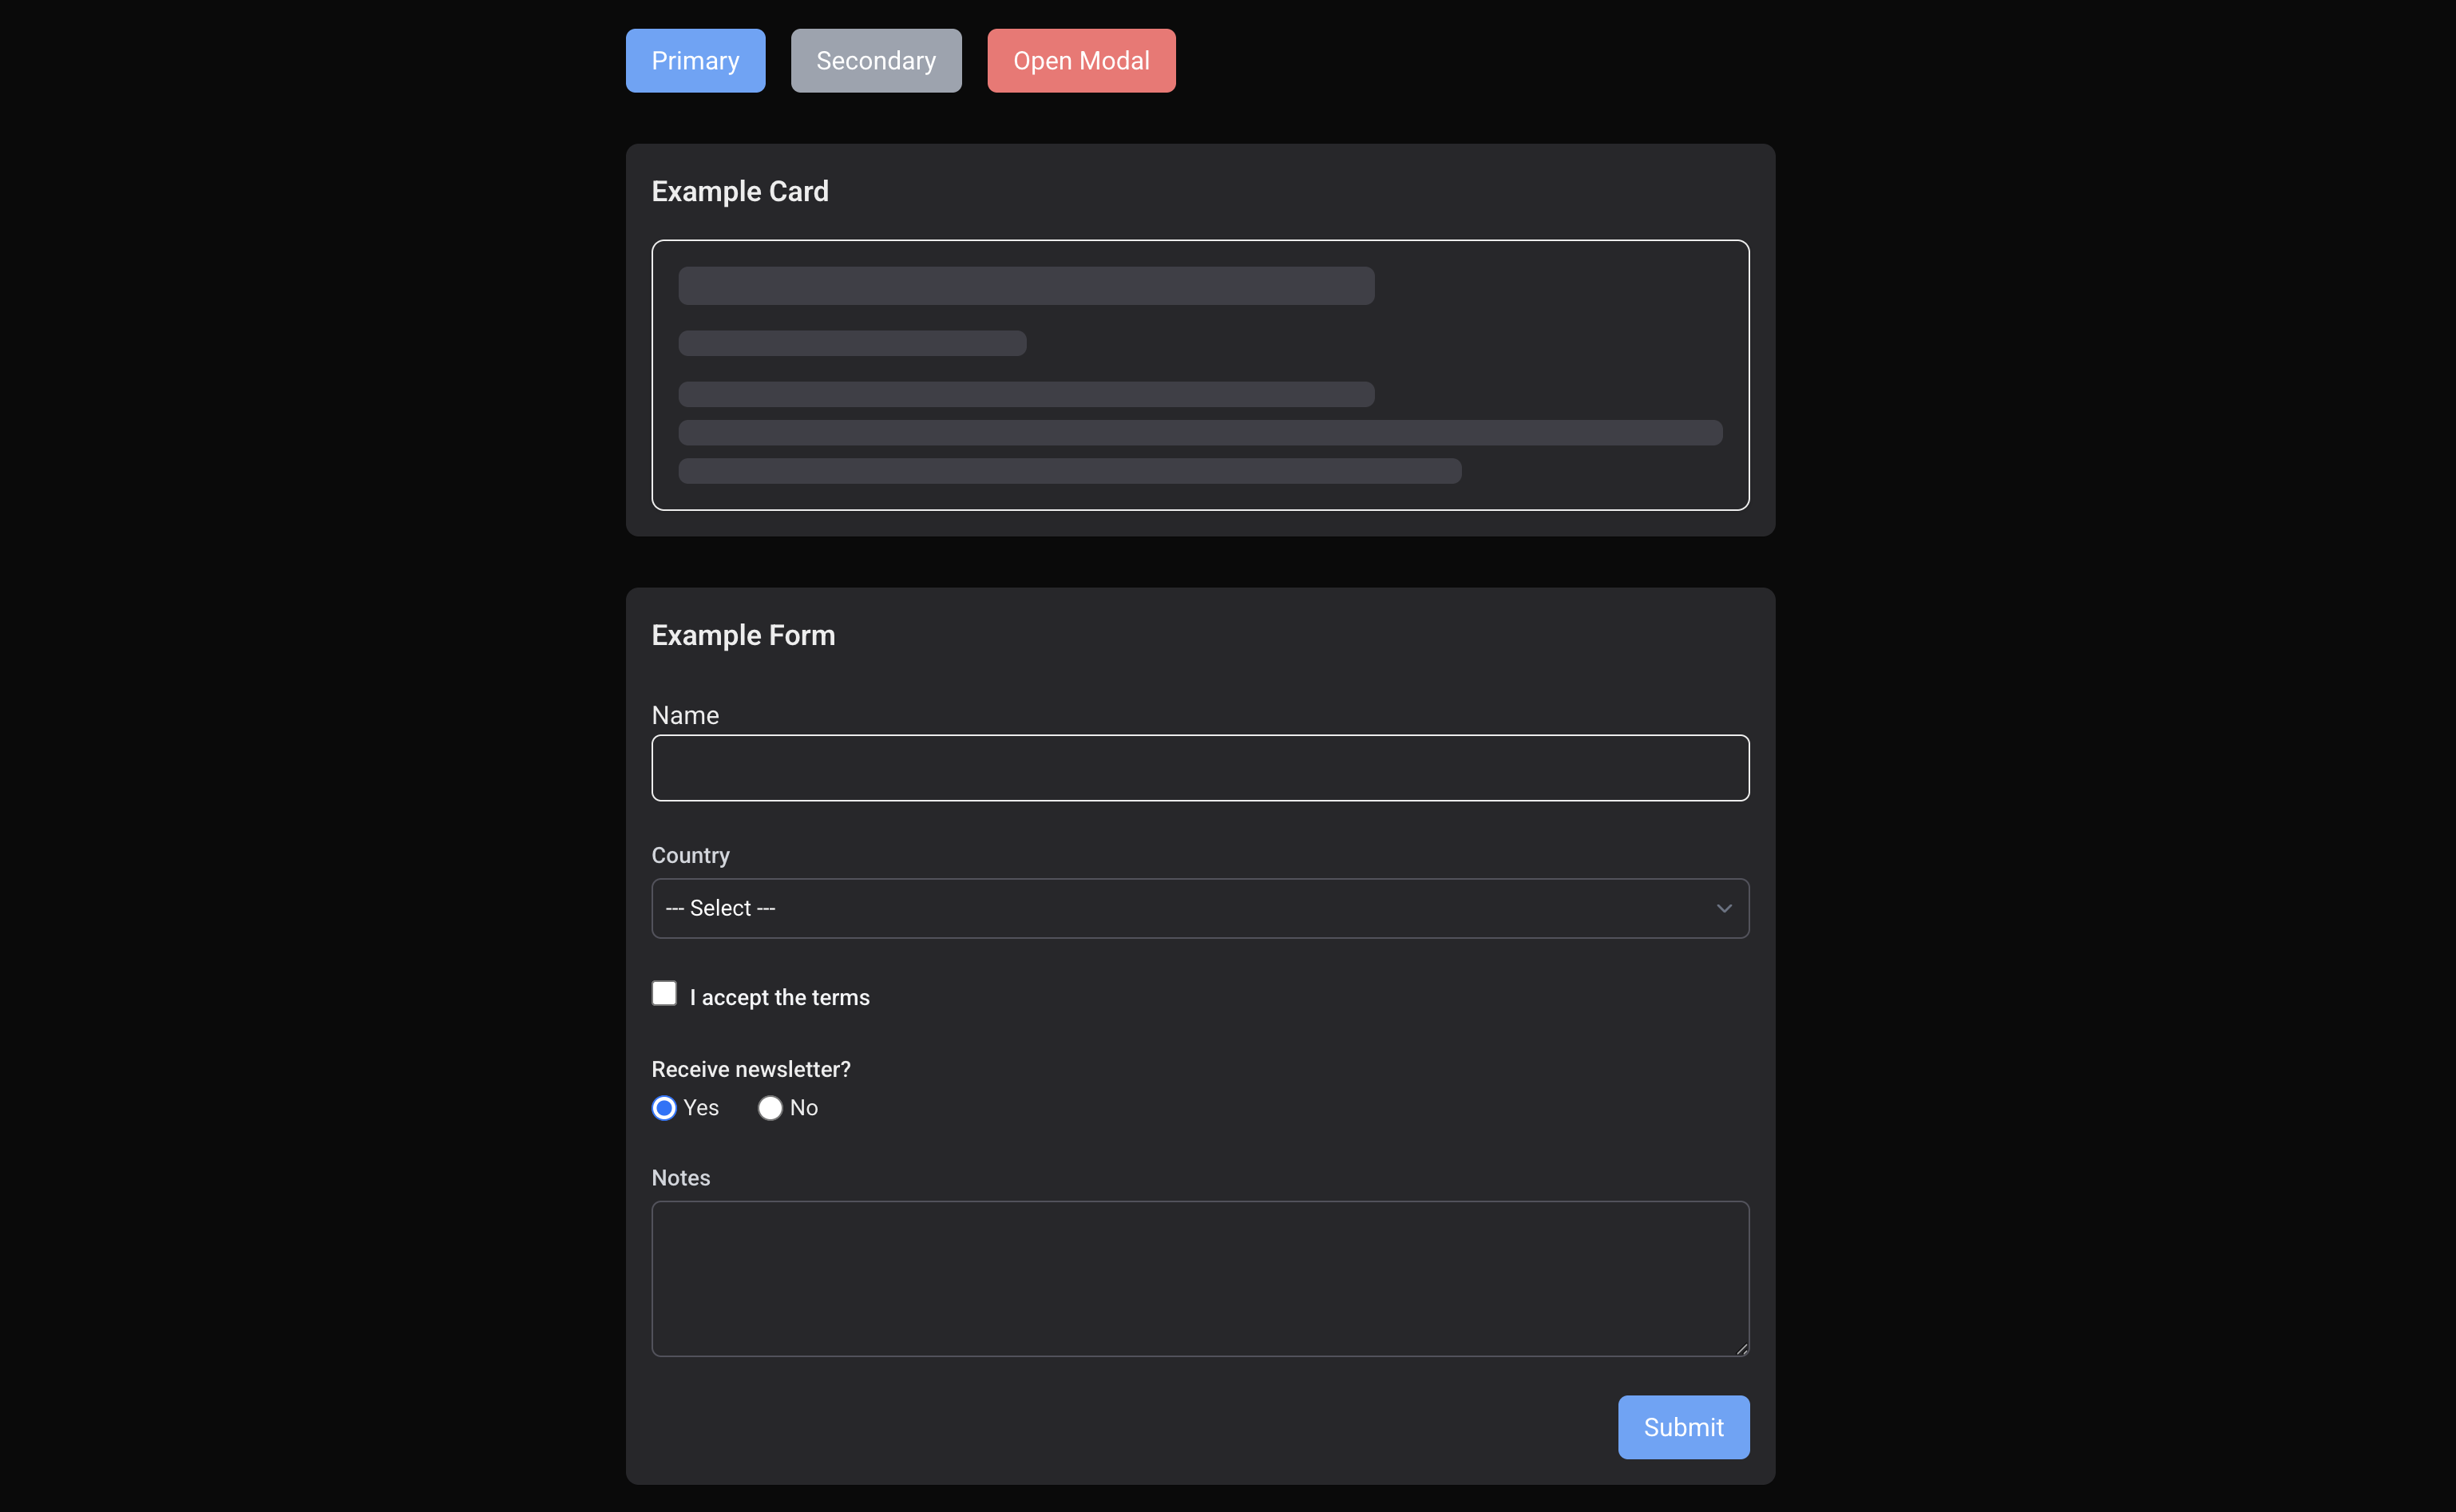 Primary Secondary Open Modal
Example Card
Example Form
Name
Country
--- Select ---
I accept the terms
Receive newsletter?
Yes No
Notes
Submit